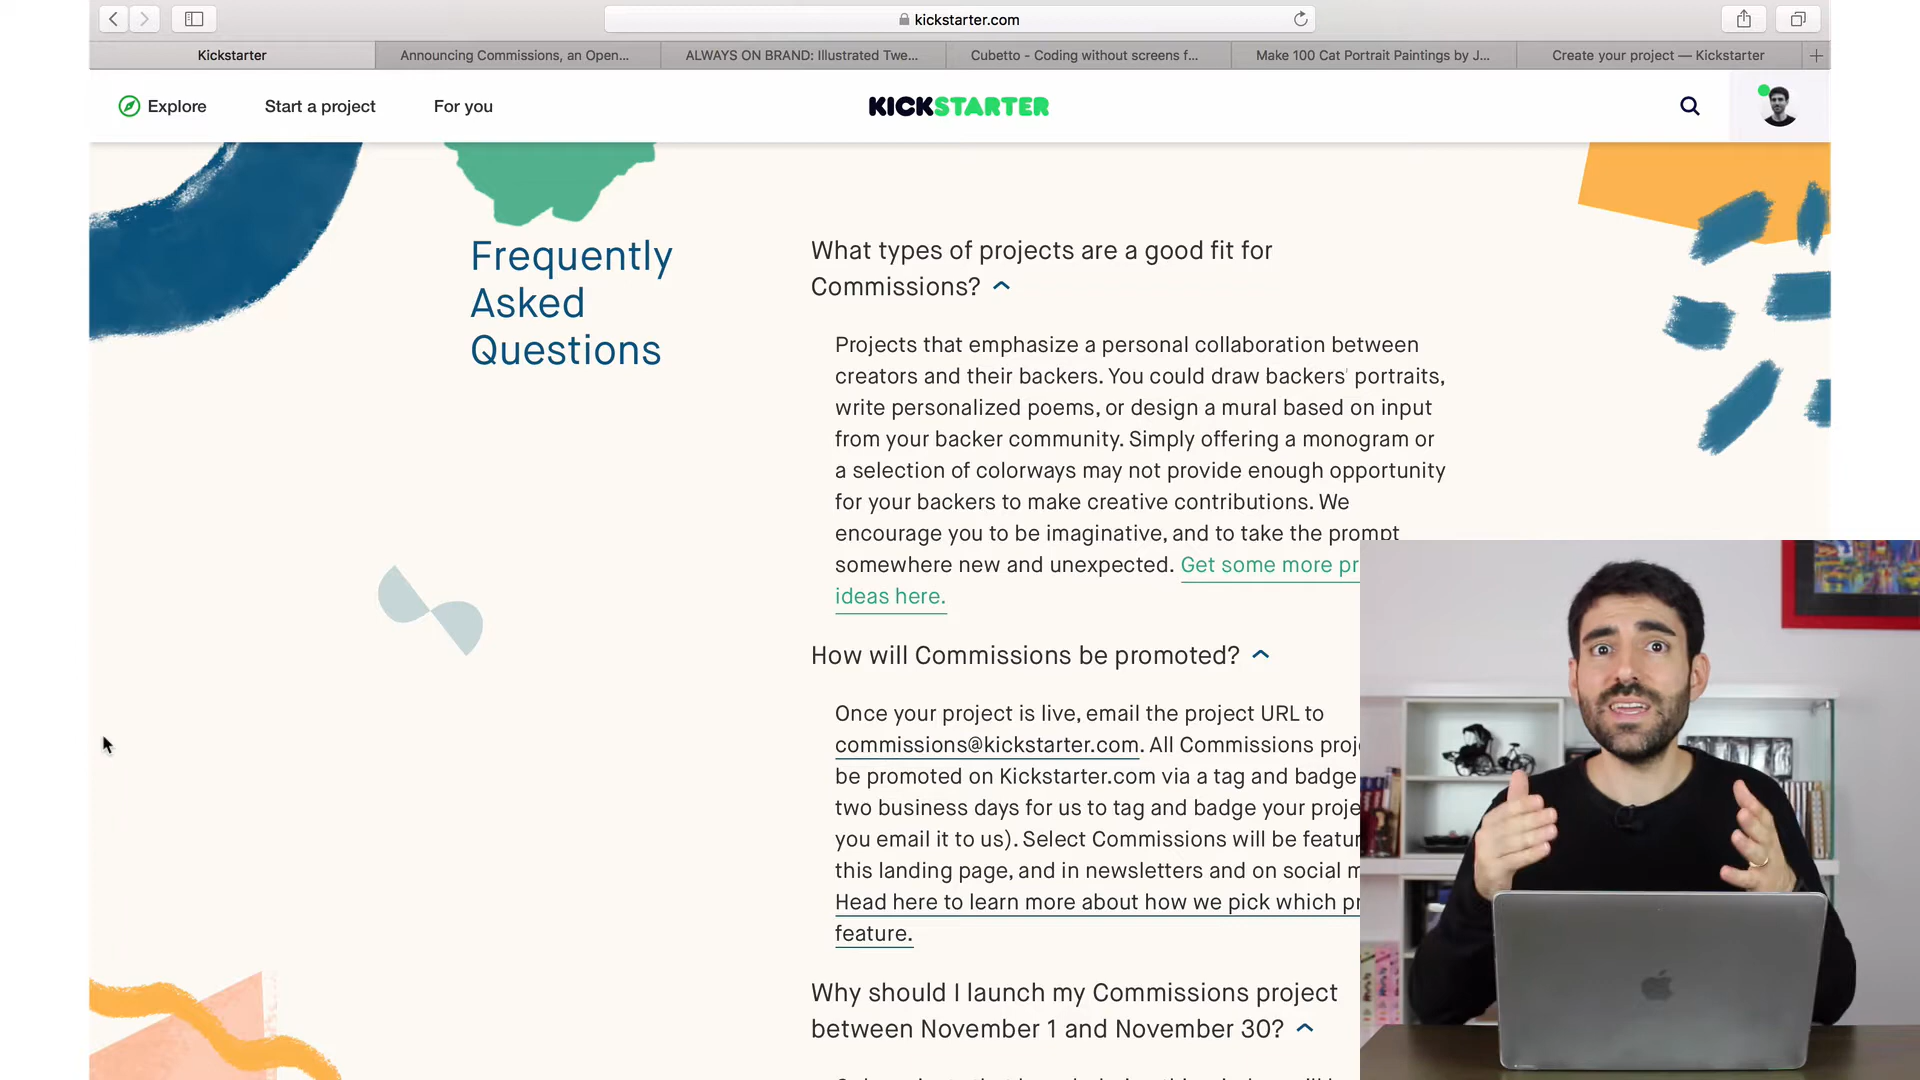 kickstarter.com
Kickstarter
Announcing Commissions, an Open...
ALWAYS ON BRAND: Illustrated Twe...
Cubetto - Coding without screens f...
Make 100 Cat Portrait Paintings by J...
Create your project — Kickstarter
Explore
Start a project
For you
KICKSTARTER
Frequently
Asked
Questions
What types of projects are a good fit for
Commissions?
Projects that emphasize a personal collaboration between
creators and their backers. You could draw backers' portraits,
write personalized poems, or design a mural based on input
from your backer community. Simply offering a monogram or
a selection of colorways may not provide enough opportunity
for your backers to make creative contributions. We
encourage you to be imaginative, and to take the prompt
somewhere new and unexpected. Get some more pr
ideas here.
How will Commissions be promoted?
Once your project is live, email the project URL to
commissions@kickstarter.com. All Commissions proj
be promoted on Kickstarter.com via a tag and badge
two business days for us to tag and badge your proje
you email it to us). Select Commissions will be featur
this landing page, and in newsletters and on social m
Head here to learn more about how we pick which pr
feature.
Why should I launch my Commissions project
between November 1 and November 30?